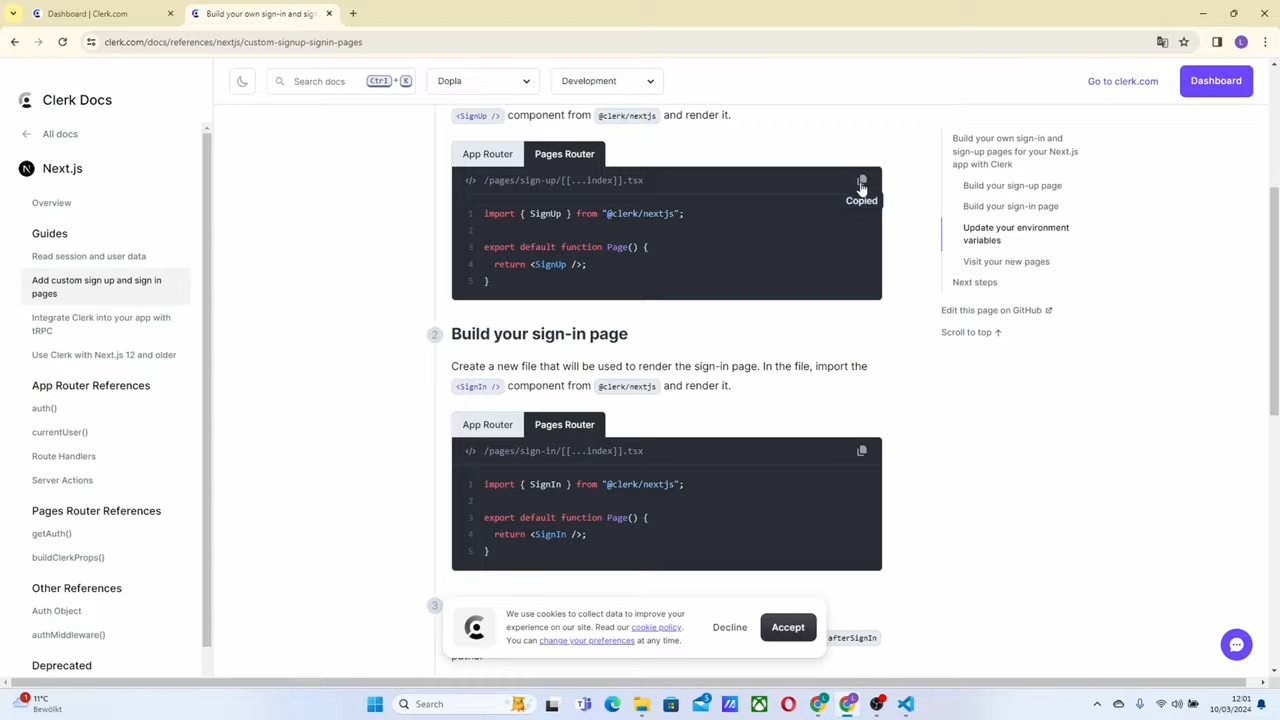 Dashboard | Clerk.com
Build your own sign-in and sign
clerk.com/docs/references/nextjs/custom-signup-signin-pages
Clerk Docs
Search docs
Ctrl + K
Dopla
Development
Go to clerk.com
Dashboard
All docs
N
Next.js
Overview
Guides
Read session and user data
Add custom sign up and sign in
pages
Integrate Clerk into your app with
tRPC
Use Clerk with Next.js 12 and older
App Router References
auth()
currentUser()
Route Handlers
Server Actions
Pages Router References
getAuth()
buildClerkProps()
Other References
Auth Object
authMiddleware()
Deprecated
<SignUp /> component from @clerk/nextjs and render it.
App Router
Pages Router
</> /pages/sign-up/[[...index]].tsx
Copied
1 import { SignUp } from "@clerk/nextjs";
2
3 export default function Page() {
4 return <SignUp />;
5 }
2 Build your sign-in page
Create a new file that will be used to render the sign-in page. In the file, import the
<SignIn /> component from @clerk/nextjs and render it.
App Router
Pages Router
</> /pages/sign-in/[[...index]].tsx
1 import { SignIn } from "@clerk/nextjs";
2
3 export default function Page() {
4 return <SignIn />;
5 }
3
afterSignIn
We use cookies to collect data to improve your
experience on our site. Read our cookie policy.
You can change your preferences at any time.
Decline
Accept
Build your own sign-in and
sign-up pages for your Next.js
app with Clerk
Build your sign-up page
Build your sign-in page
Update your environment
variables
Visit your new pages
Next steps
Edit this page on GitHub
Scroll to top
1
11°C
Bewölkt
Search
12:01
10/03/2024